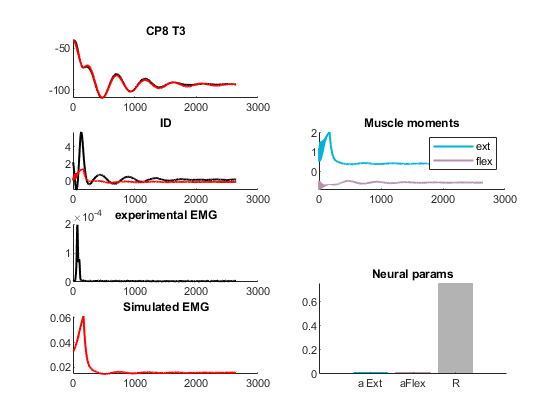 CP8 T3
-50
-100
0 1000 2000 3000
ID
4
2
0
0 1000 2000 3000
Muscle moments
2
1
0
ext
flex
0 1000 2000 3000
×10-4
experimental EMG
2
1
0
0 1000 2000 3000
Simulated EMG
0.06
0.04
0.02
0 1000 2000 3000
Neural params
0.6
0.4
0.2
0
a Ext aFlex R